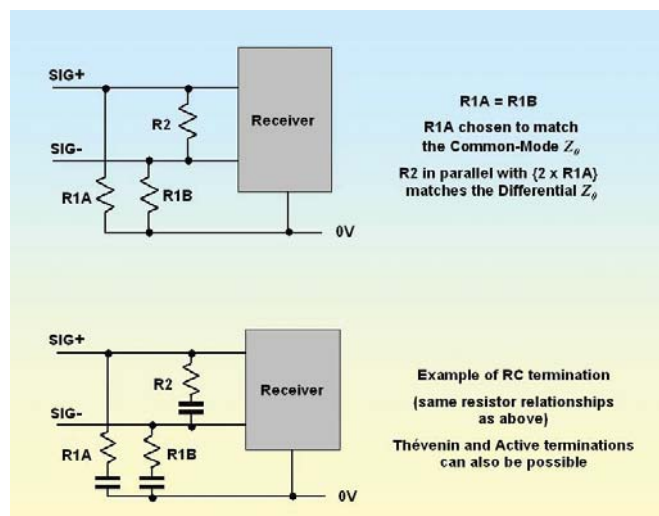 SIG+
R2
Receiver
SIG-
R1A
R1B
0V
R1A = R1B
R1A chosen to match
the Common-Mode Z₀
R2 in parallel with {2 x R1A}
matches the Differential Z₀
SIG+
R2
Receiver
SIG-
R1A
R1B
0V
Example of RC termination
(same resistor relationships
as above)
Thévenin and Active terminations
can also be possible